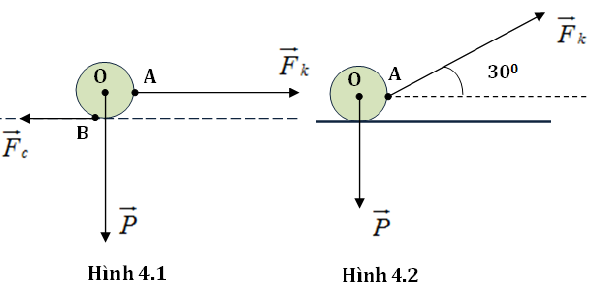 O A
F⃗k
B
F⃗c
P⃗
Hình 4.1
O A
F⃗k
30⁰
P⃗
Hình 4.2